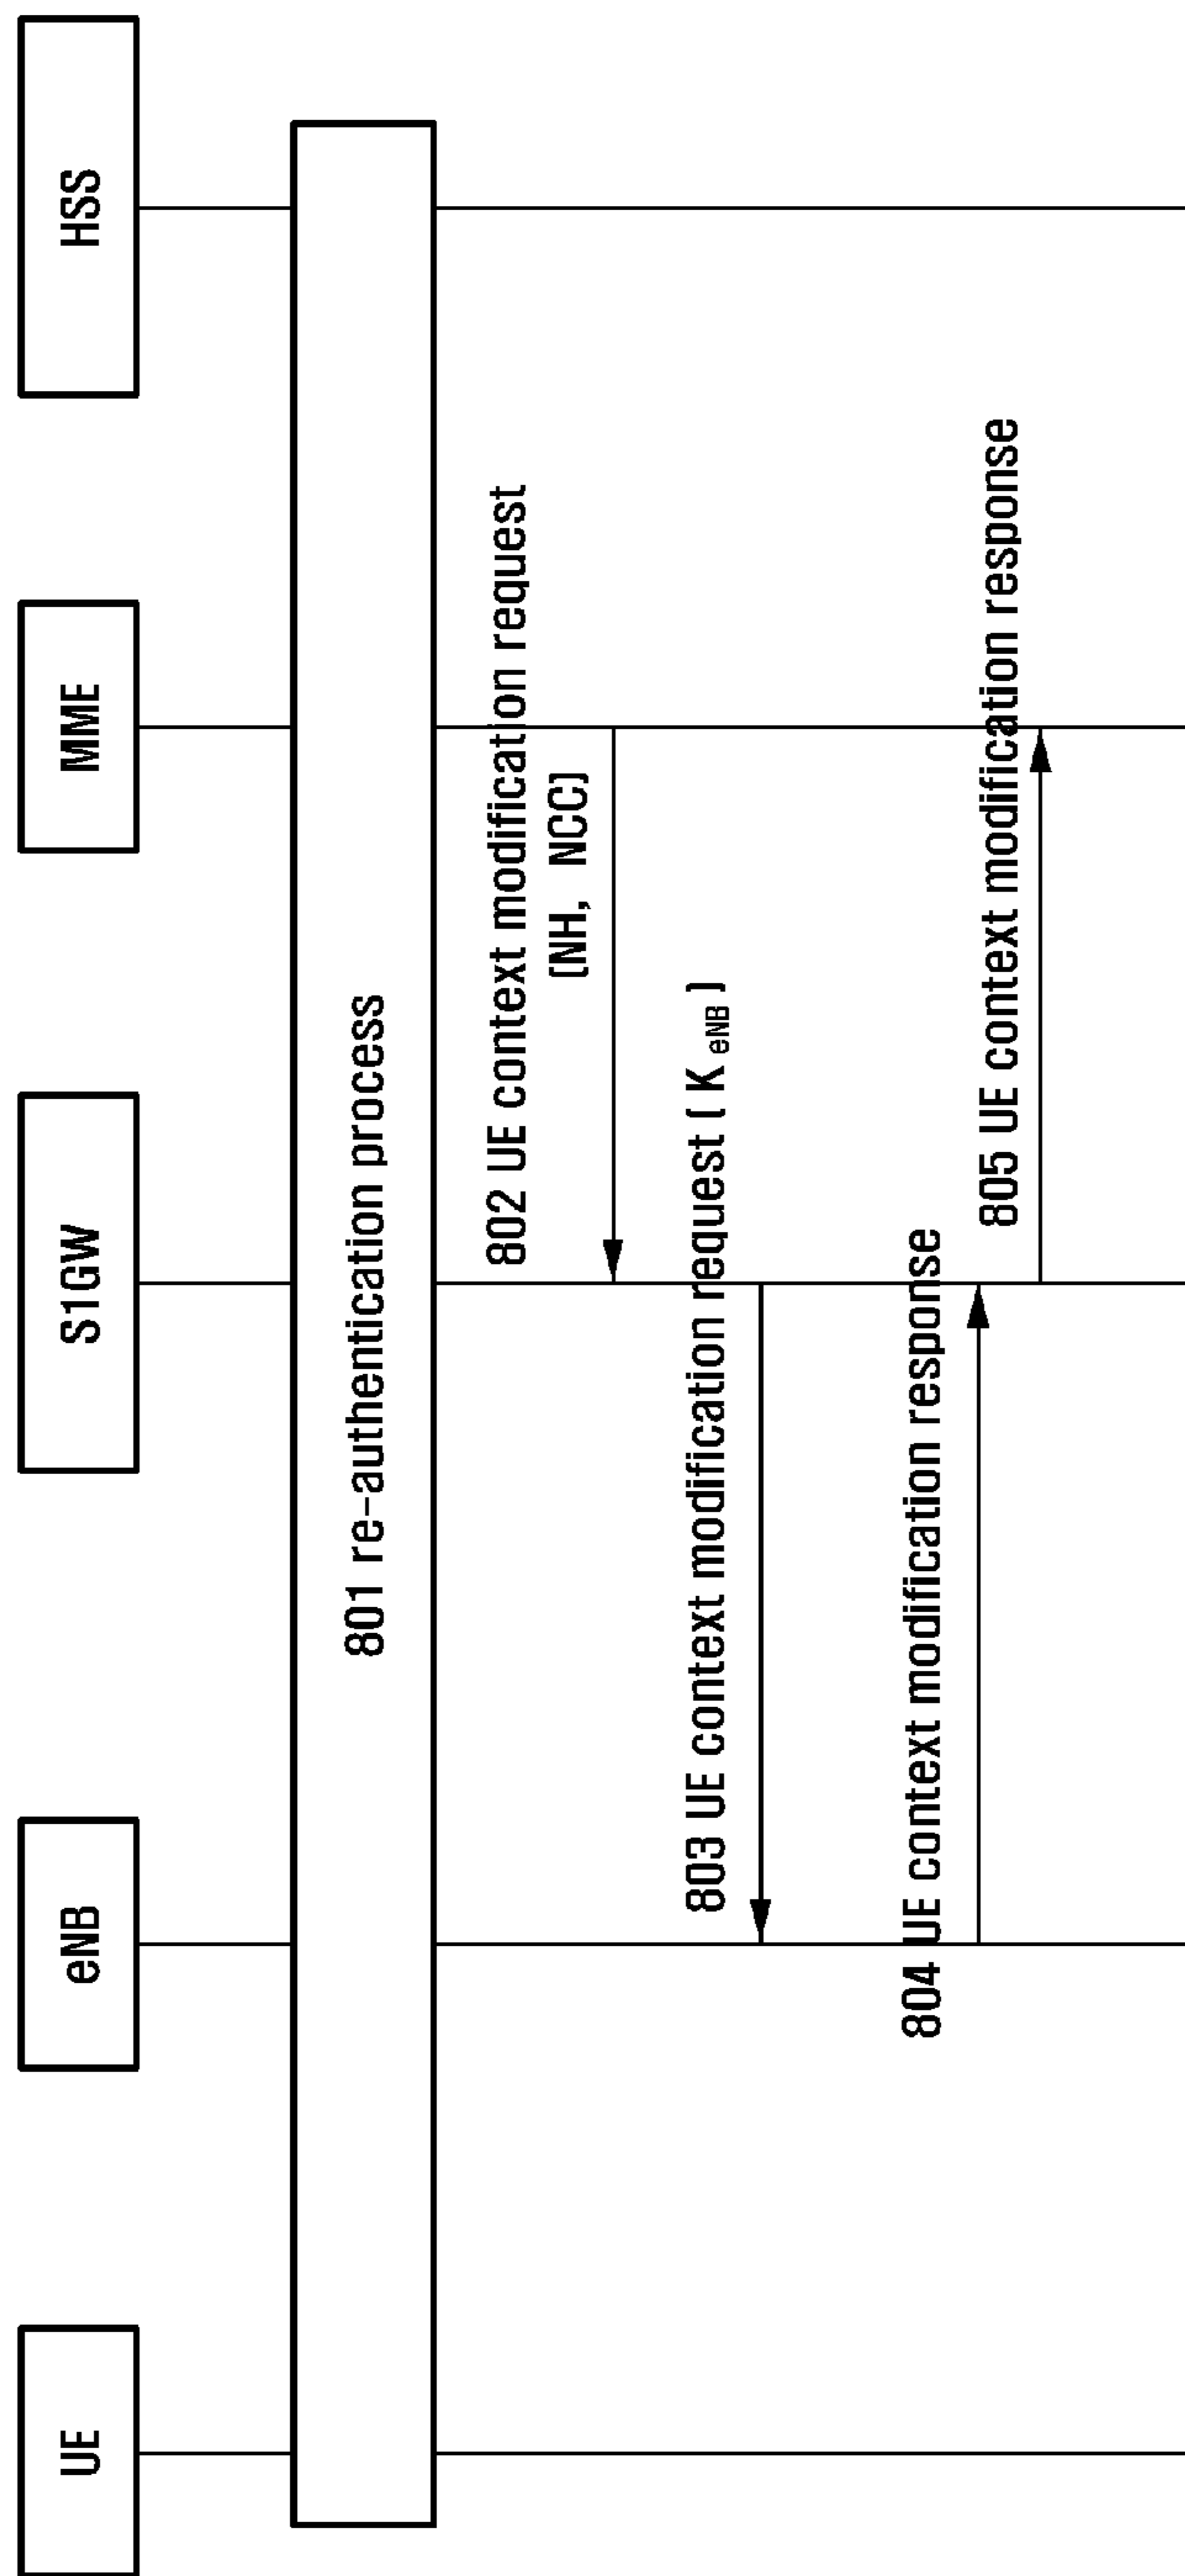 UE
eNB
S1GW
MME
HSS
801 re-authentication process
802 UE context modification request
[NH, NCC]
803 UE context modification request [ K eNB ]
804 UE context modification response
805 UE context modification response